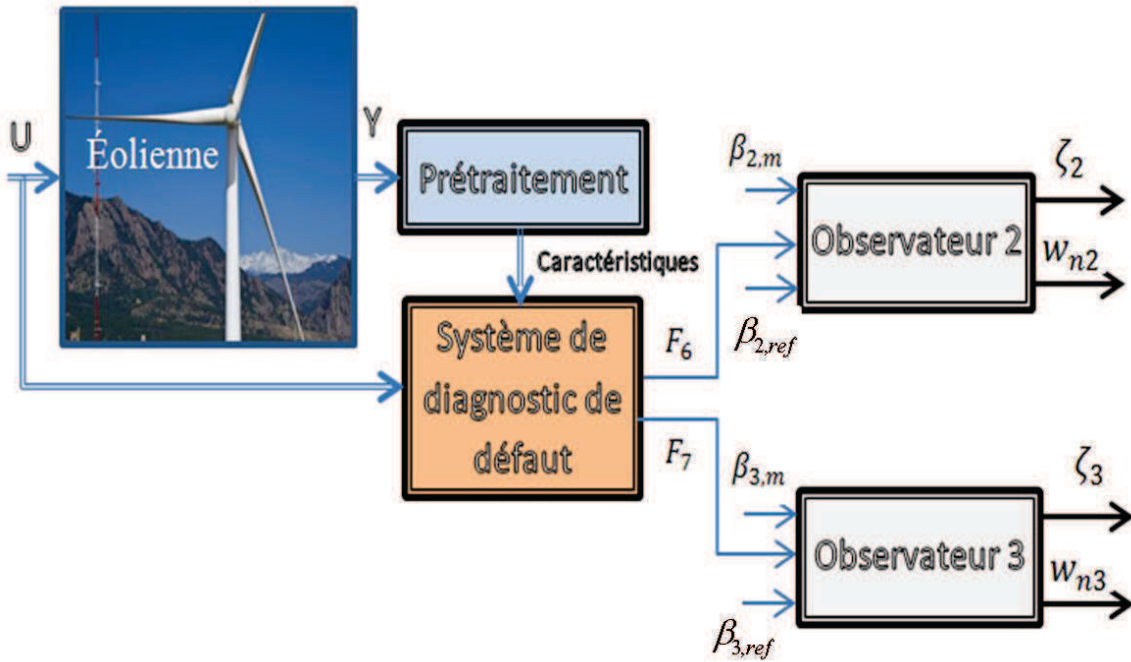 U
Éolienne
Y
Prétraitement
Caractéristiques
Système de
diagnostic de
défaut
F₆
F₇
β₂,m
β₂,ref
Observateur 2
ζ₂
wₙ₂
β₃,m
β₃,ref
Observateur 3
ζ₃
wₙ₃